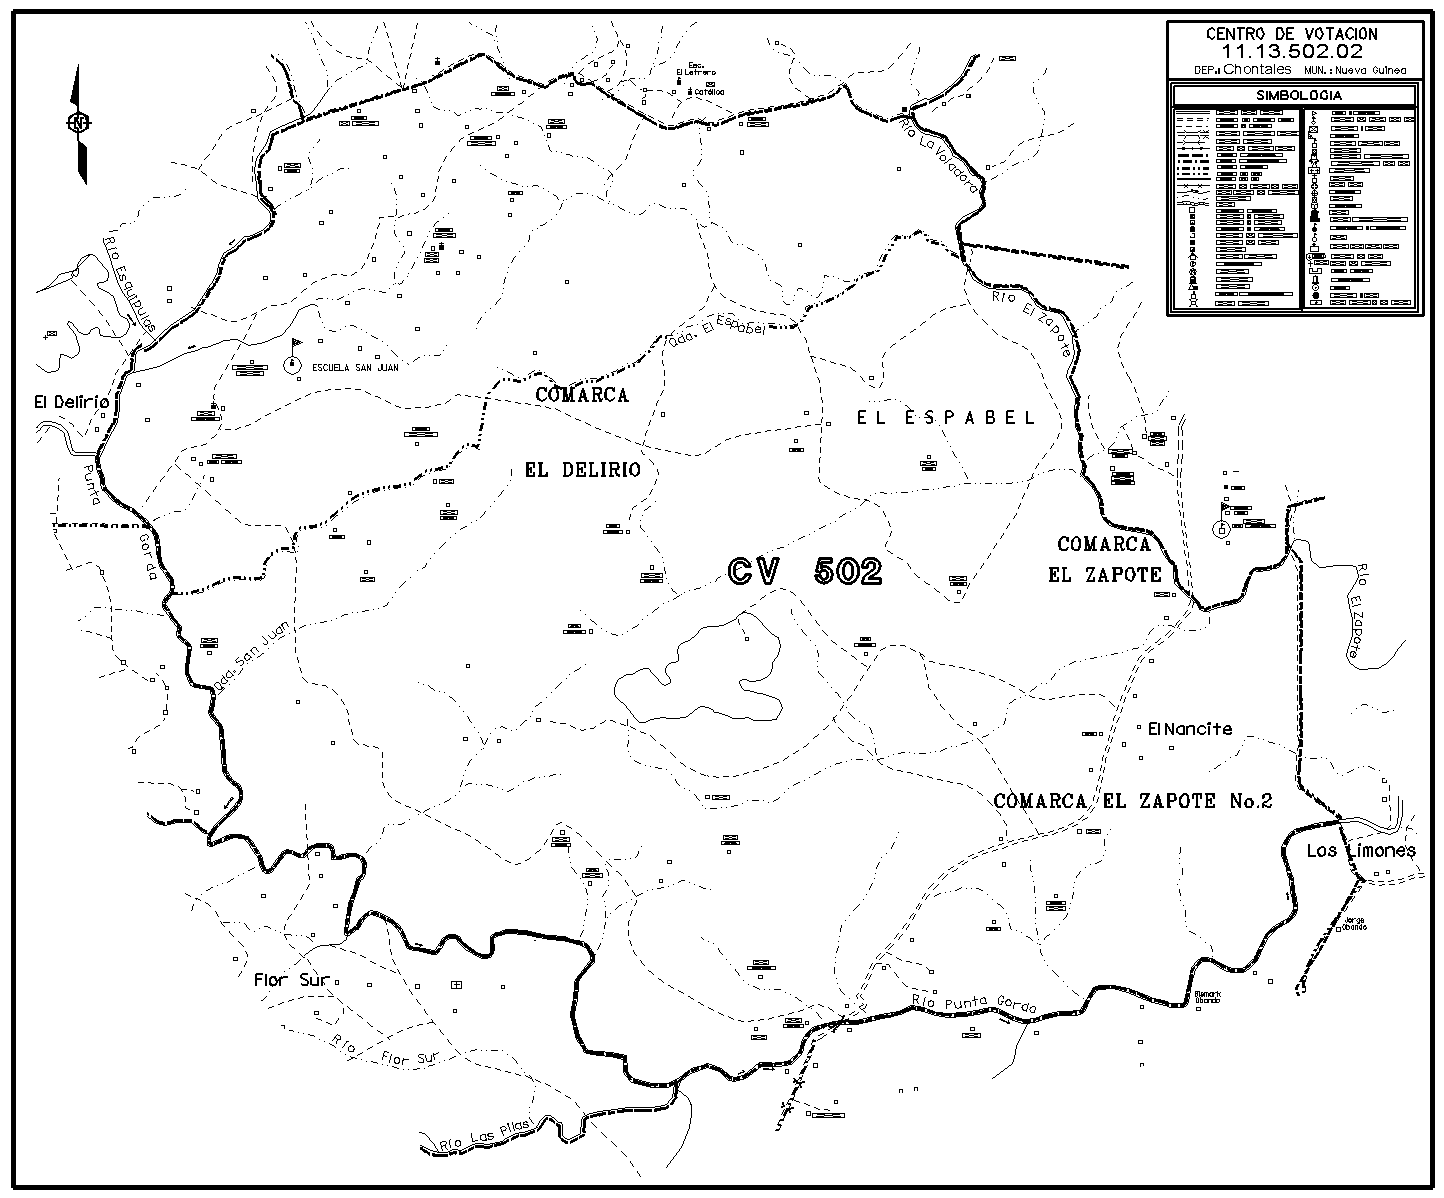 CENTRO DE VOTACION
11.13.502.02
DEP.: Chontales MUN.: Nueva Guinea
SIMBOLOGIA
N
Esc.
El Letrero
Católica
Río La Voladora
Río Esquipulas
Río El Zapote
Qda. El Espabel
ESCUELA SAN JUAN
El Delirio
COMARCA
EL ESPABEL
EL DELIRIO
Punta Gorda
CV 502
COMARCA
EL ZAPOTE
Río El Zapote
Qda. San Juan
El Nancite
COMARCA EL ZAPOTE No.2
Los Limones
Jorge
Obando
Flor Sur
Bismark
Obando
Río Punta Gorda
Río Flor Sur
Río Las Pilas